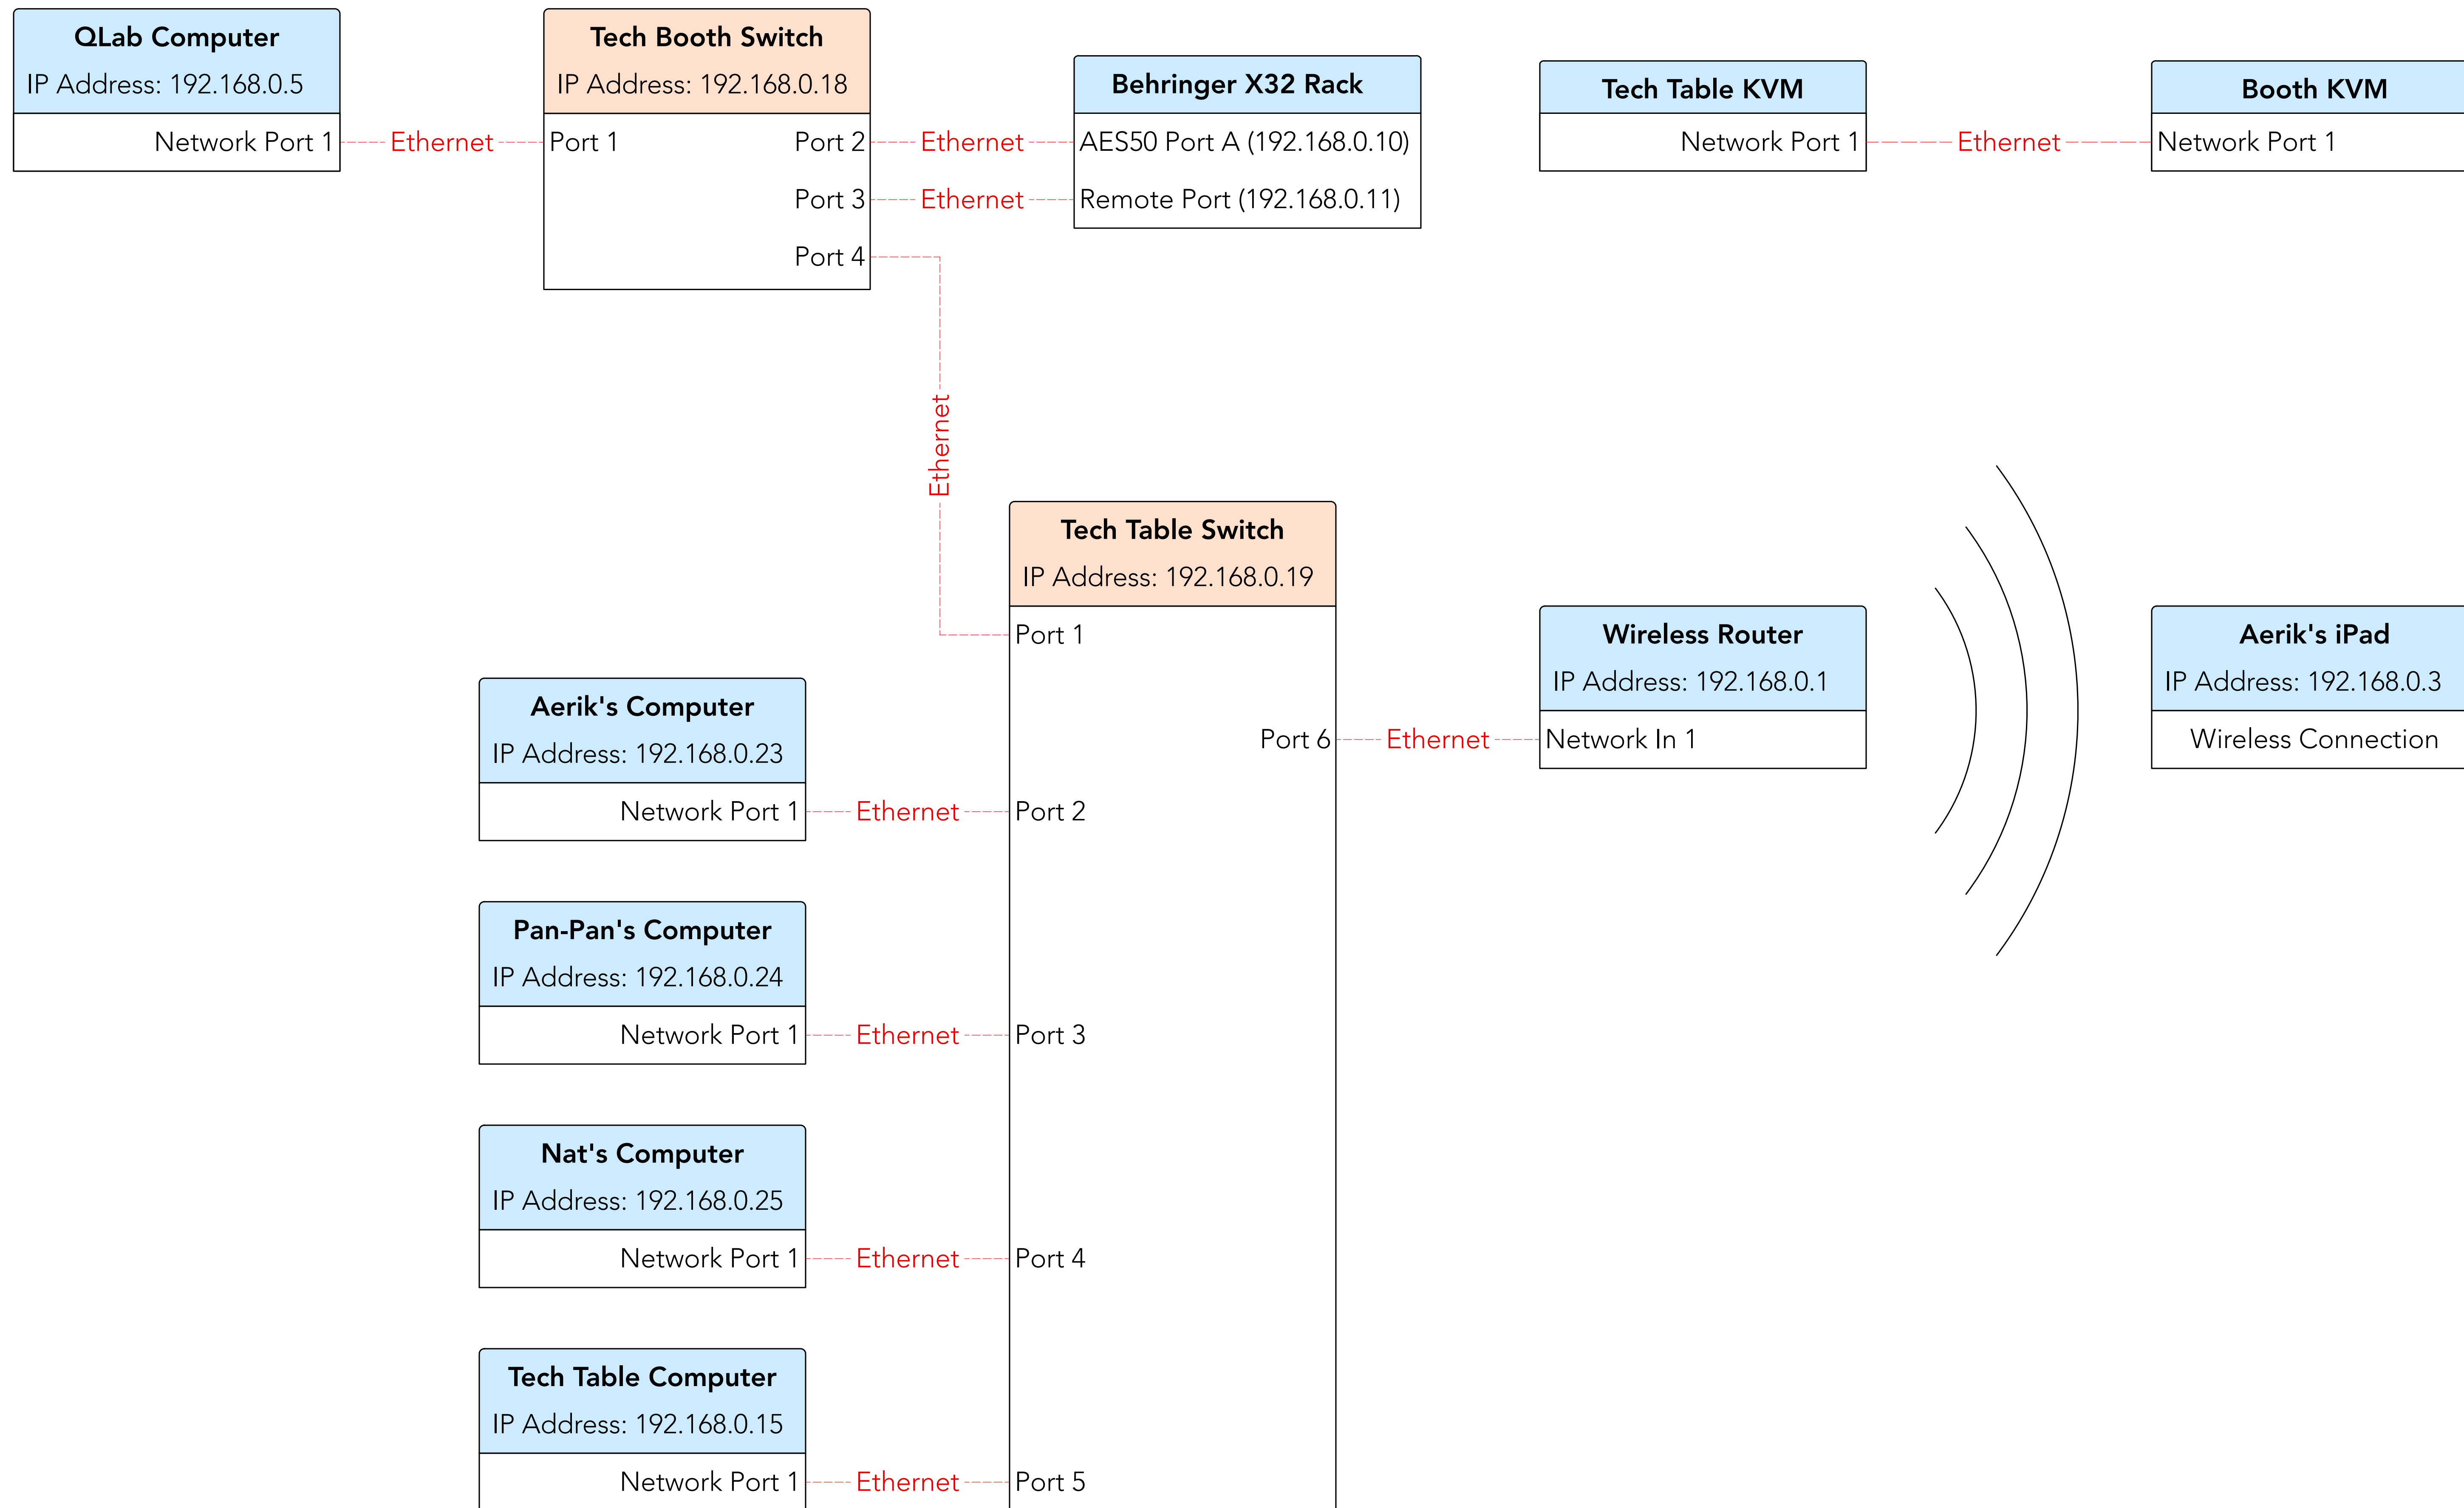 QLab Computer
IP Address: 192.168.0.5
Network Port 1
Ethernet
Tech Booth Switch
IP Address: 192.168.0.18
Port 1
Port 2
Port 3
Port 4
Ethernet
Ethernet
Behringer X32 Rack
AES50 Port A (192.168.0.10)
Remote Port (192.168.0.11)
Tech Table KVM
Network Port 1
Ethernet
Booth KVM
Network Port 1
Ethernet
Tech Table Switch
IP Address: 192.168.0.19
Port 1
Port 6
Port 2
Port 3
Port 4
Port 5
Ethernet
Wireless Router
IP Address: 192.168.0.1
Network In 1
Aerik's iPad
IP Address: 192.168.0.3
Wireless Connection
Aerik's Computer
IP Address: 192.168.0.23
Network Port 1
Ethernet
Pan-Pan's Computer
IP Address: 192.168.0.24
Network Port 1
Ethernet
Nat's Computer
IP Address: 192.168.0.25
Network Port 1
Ethernet
Tech Table Computer
IP Address: 192.168.0.15
Network Port 1
Ethernet